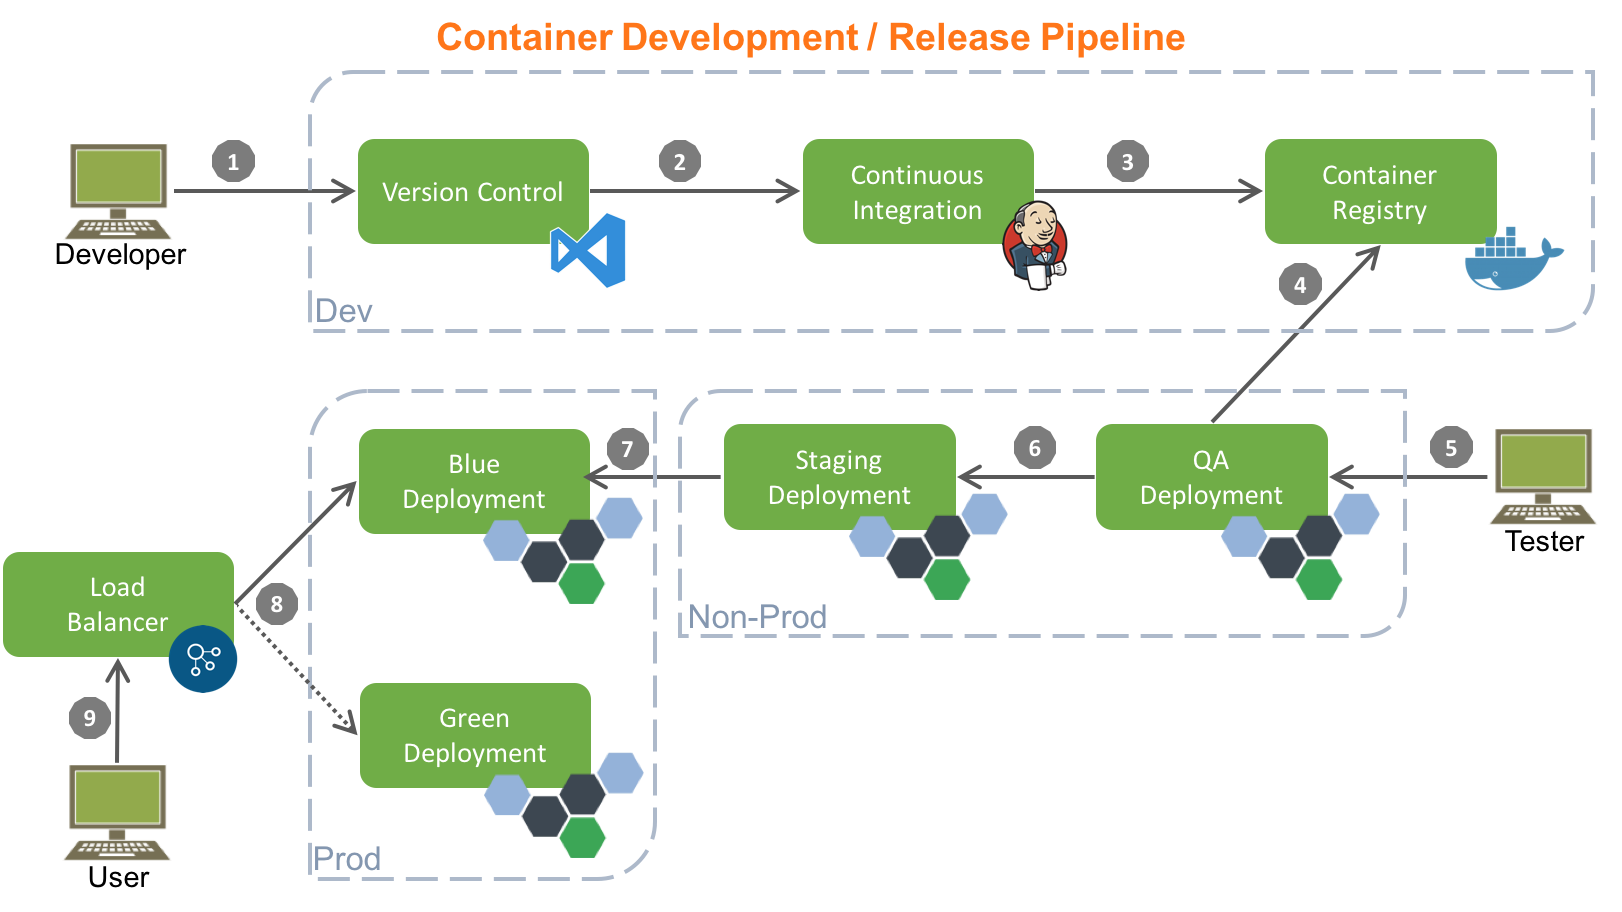 Container Development / Release Pipeline
1
2
3
Developer
Version Control
Continuous
Integration
Container
Registry
4
Dev
Blue
Deployment
7
Staging
Deployment
6
QA
Deployment
5
Tester
Non-Prod
Load
Balancer
8
9
Green
Deployment
User
Prod